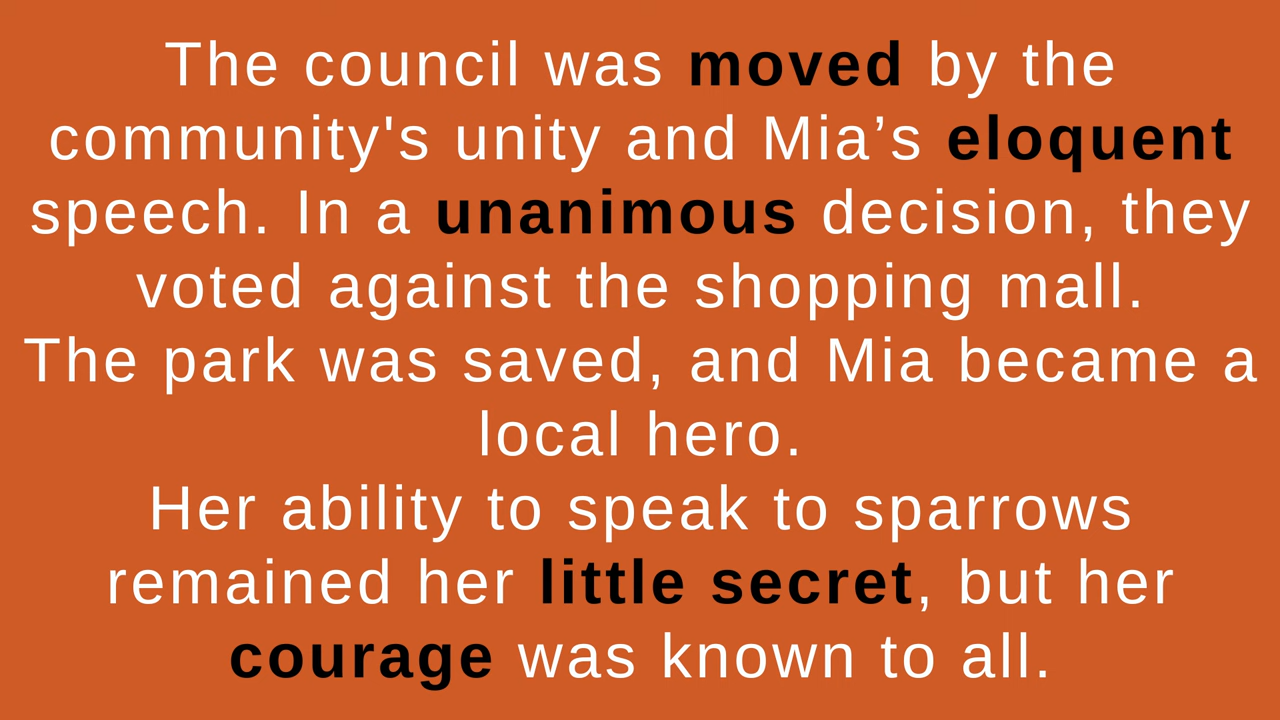 The council was moved by the
community's unity and Mia’s eloquent
speech. In a unanimous decision, they
voted against the shopping mall.
The park was saved, and Mia became a
local hero.
Her ability to speak to sparrows
remained her little secret, but her
courage was known to all.